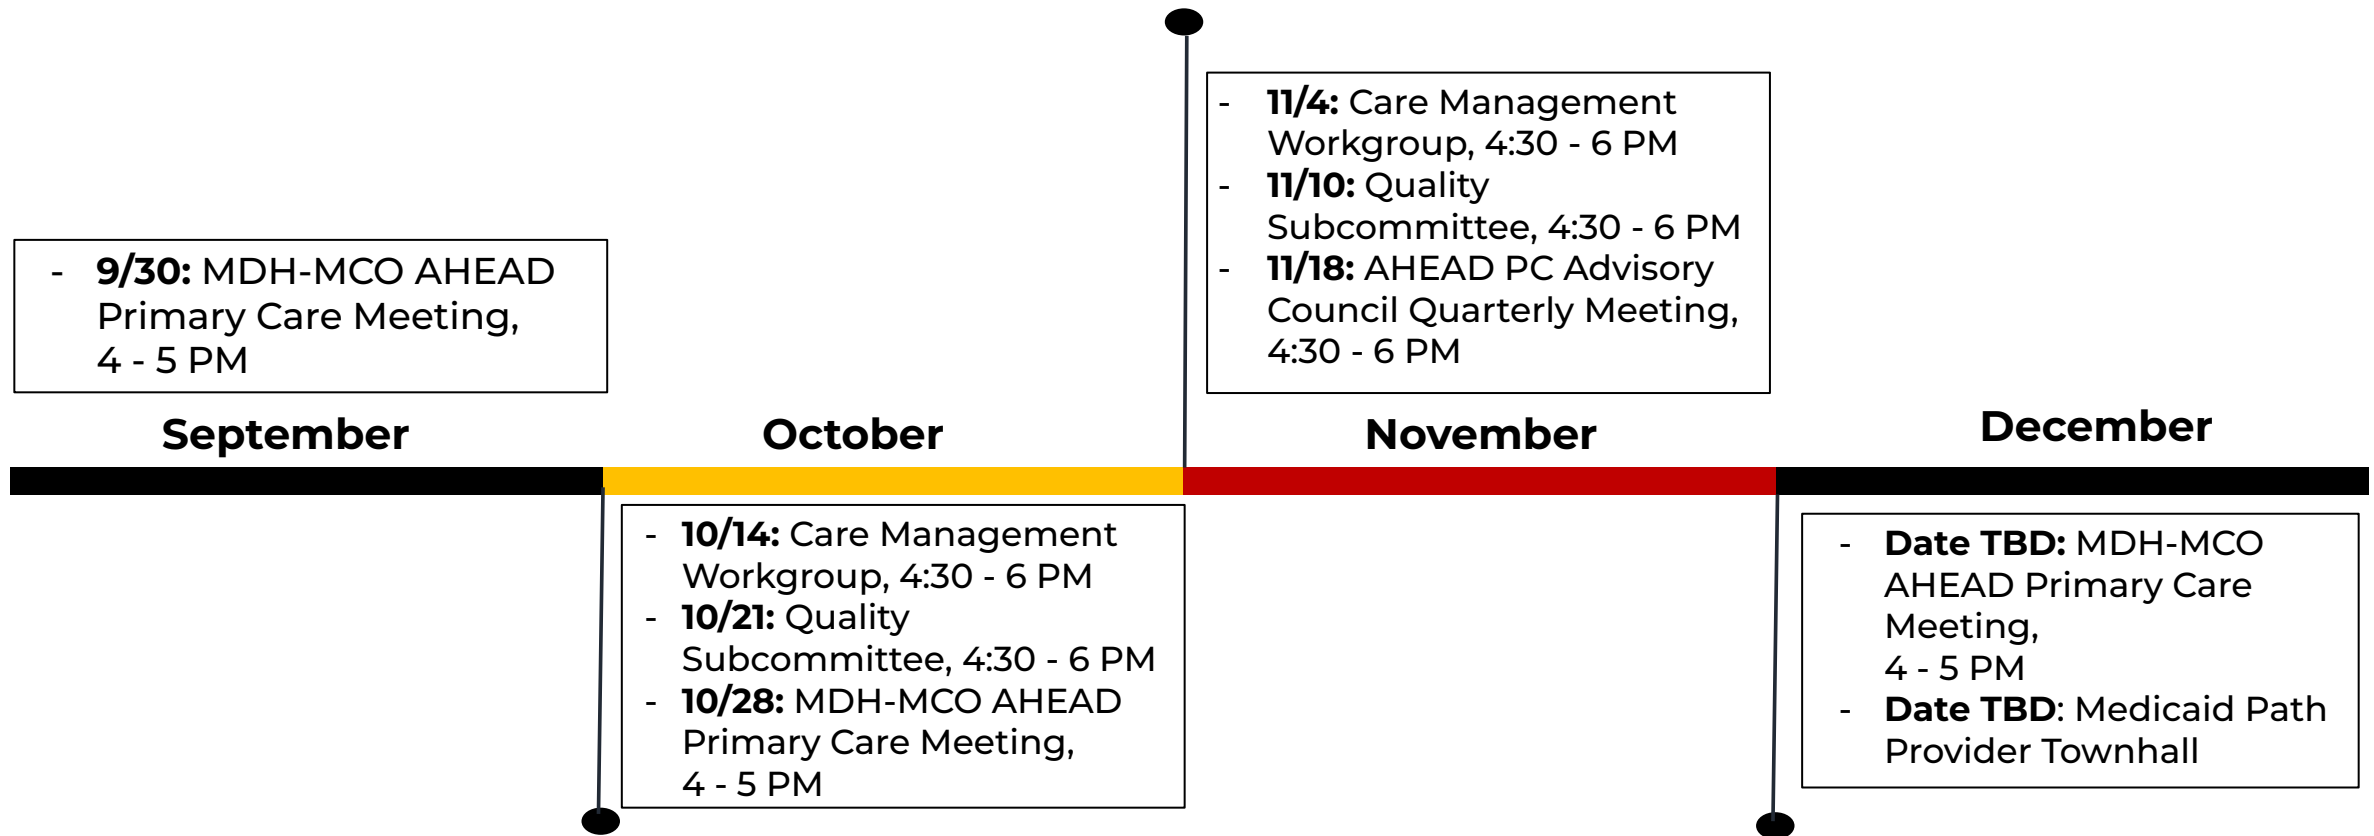 September
- 9/30: MDH-MCO AHEAD
Primary Care Meeting,
4 - 5 PM
October
- 10/14: Care Management
Workgroup, 4:30 - 6 PM
- 10/21: Quality
Subcommittee, 4:30 - 6 PM
- 10/28: MDH-MCO AHEAD
Primary Care Meeting,
4 - 5 PM
November
- 11/4: Care Management
Workgroup, 4:30 - 6 PM
- 11/10: Quality
Subcommittee, 4:30 - 6 PM
- 11/18: AHEAD PC Advisory
Council Quarterly Meeting,
4:30 - 6 PM
December
- Date TBD: MDH-MCO
AHEAD Primary Care
Meeting,
4 - 5 PM
- Date TBD: Medicaid Path
Provider Townhall